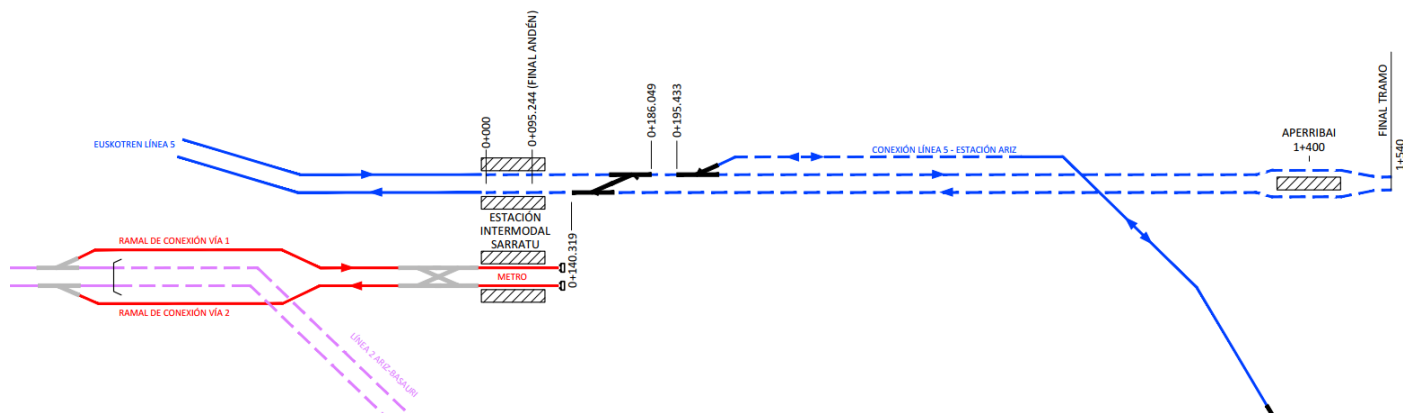 EUSKOTREN LÍNEA 5
0+000
0+095.244 (FINAL ANDÉN)
0+186.049
0+195.433
CONEXIÓN LÍNEA 5 - ESTACIÓN ARIZ
APERRIBAI
1+400
FINAL TRAMO
1+540
ESTACIÓN
INTERMODAL
SARRATU
0+140.319
RAMAL DE CONEXIÓN VÍA 1
METRO
RAMAL DE CONEXIÓN VÍA 2
LÍNEA 2 ARIZ-BASAURI